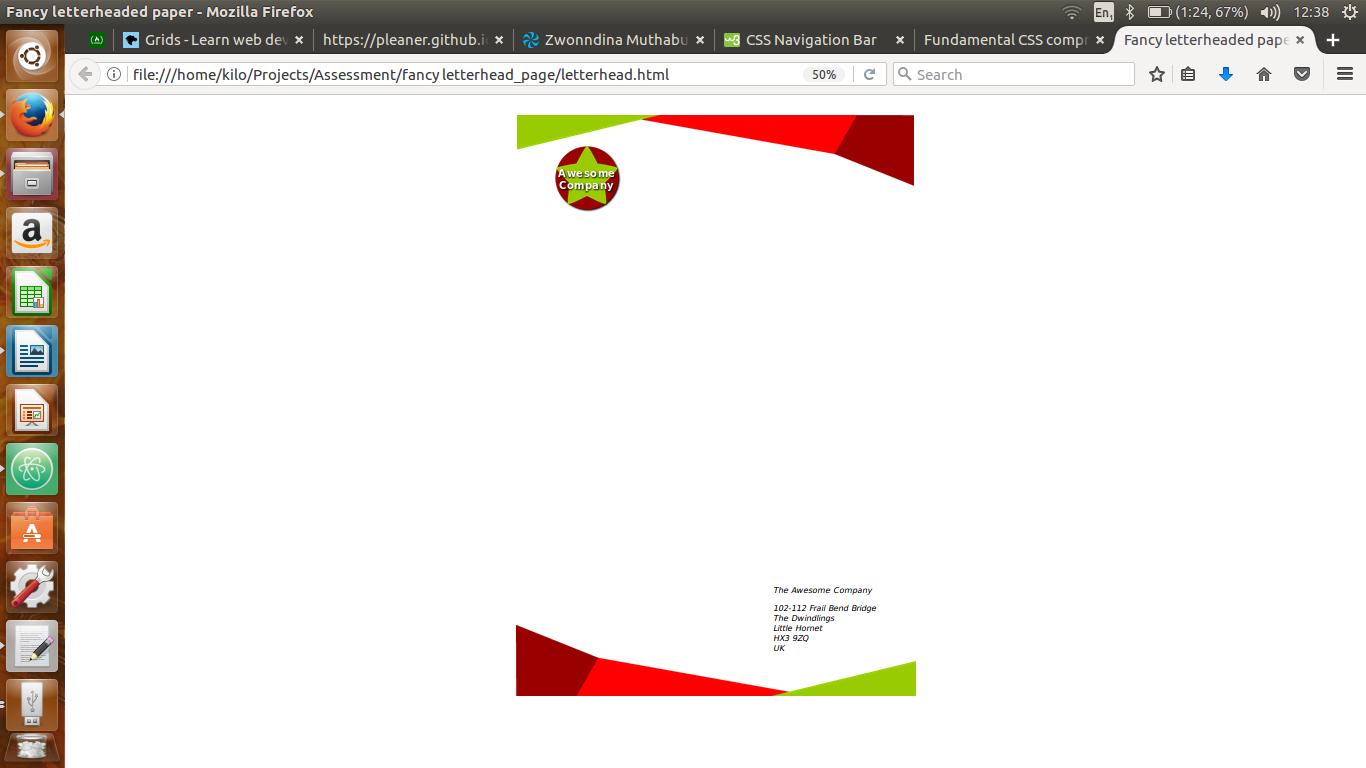 Fancy letterheaded paper - Mozilla Firefox
En1 (1:24, 67%) 12:38
Grids - Learn web dev
https://pleaner.github.i
Zwonndina Muthabu
CSS Navigation Bar
Fundamental CSS compr
Fancy letterheaded pape
file:///home/kilo/Projects/Assessment/fancy letterhead_page/letterhead.html 50% Search
Awesome
Company
The Awesome Company
102-112 Frail Bend Bridge
The Dwindlings
Little Hornet
HX3 9ZQ
UK